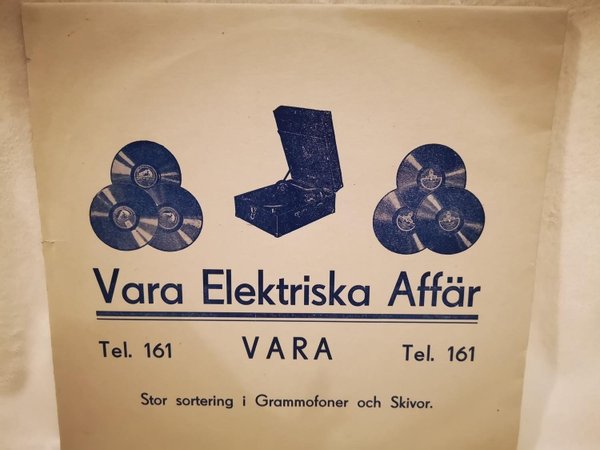 Vara Elektriska Affär
Tel. 161 VARA Tel. 161
Stor sortering i Grammofoner och Skivor.